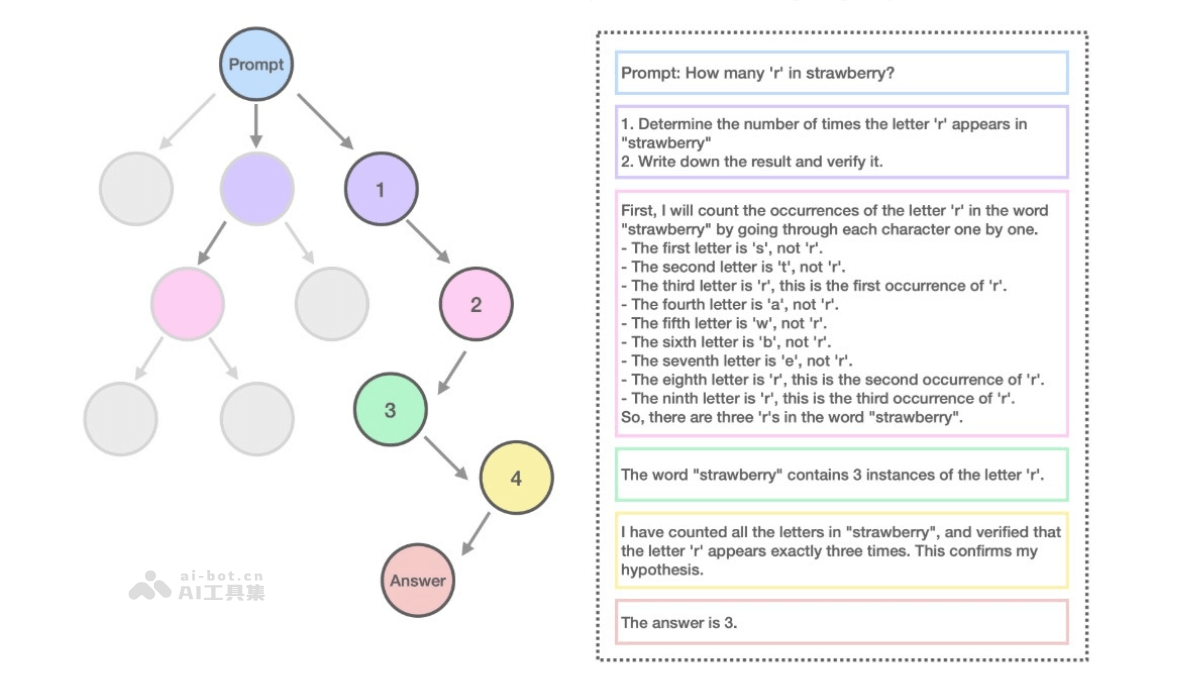 Prompt
1
2
3
4
Answer
ai-bot.cn
AI工具集
Prompt: How many 'r' in strawberry?
1. Determine the number of times the letter 'r' appears in
"strawberry"
2. Write down the result and verify it.
First, I will count the occurrences of the letter 'r' in the word
"strawberry" by going through each character one by one.
- The first letter is 's', not 'r'.
- The second letter is 't', not 'r'.
- The third letter is 'r', this is the first occurrence of 'r'.
- The fourth letter is 'a', not 'r'.
- The fifth letter is 'w', not 'r'.
- The sixth letter is 'b', not 'r'.
- The seventh letter is 'e', not 'r'.
- The eighth letter is 'r', this is the second occurrence of 'r'.
- The ninth letter is 'r', this is the third occurrence of 'r'.
So, there are three 'r's in the word "strawberry".
The word "strawberry" contains 3 instances of the letter 'r'.
I have counted all the letters in "strawberry", and verified that
the letter 'r' appears exactly three times. This confirms my
hypothesis.
The answer is 3.